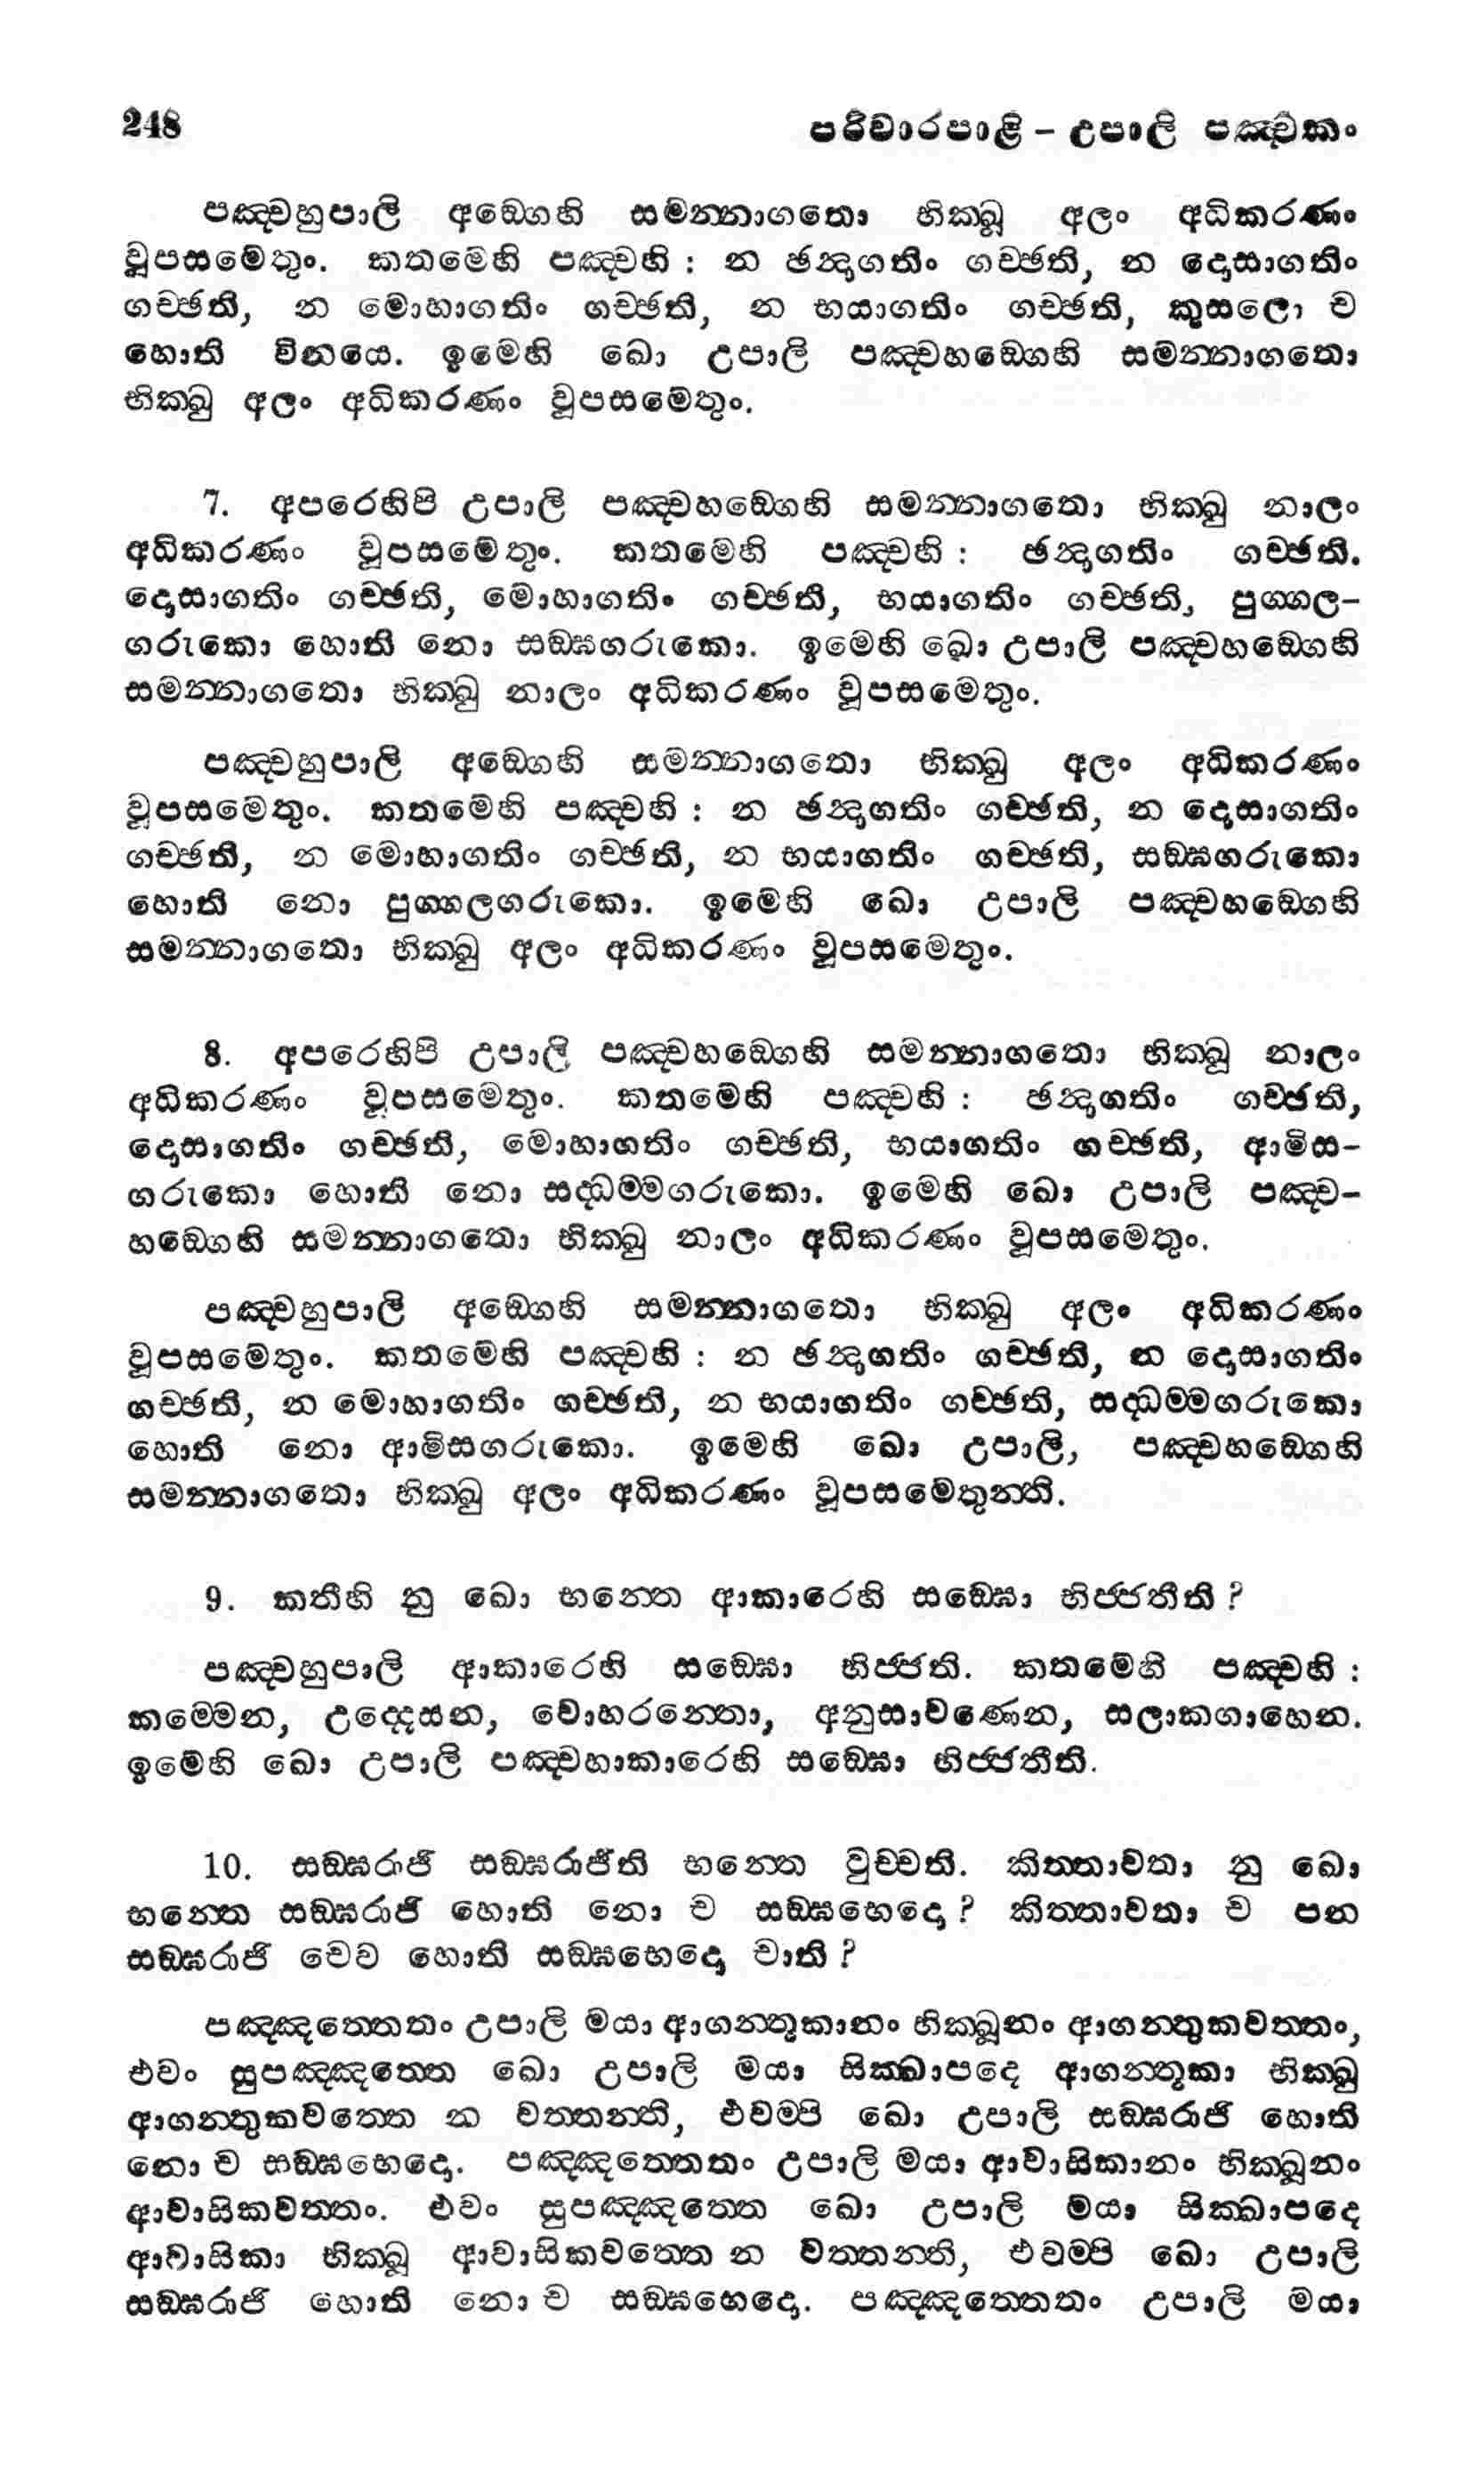 248 පරිවාරපාළි – උපාලි පඤ්චකං
පඤ්චහුපාලි අඞ්ගෙහි සමන්නාගතො භික්ඛූ අලං අධිකරණං
වූපසමේතුං. කතමෙහි පඤ්චහි : න ඡන්දාගතිං ගච්ඡති, න දොසාගතිං
ගච්ඡති, න මොහාගතිං ගච්ඡති, න භයාගතිං ගච්ඡති, කුසලො ච
හොති විනයෙ. ඉමෙහි ඛො උපාලි පඤ්චහඞ්ගෙහි සමන්නාගතො
භික්ඛු අලං අධිකරණං වූපසමේතුං.
7. අපරෙහිපි උපාලි පඤ්චහඞ්ගෙහි සමන්නාගතො භික්ඛු නාලං
අධිකරණං වූපසමේතුං. කතමෙහි පඤ්චහි : ඡන්දාගතිං ගච්ඡති.
දොසාගතිං ගච්ඡති, මොහාගතිං ගච්ඡති, භයාගතිං ගච්ඡති, පුග්ගල-
ගරුකො හොති නො සඞ්ඝගරුකො. ඉමෙහි ඛො උපාලි පඤ්චහඞ්ගෙහි
සමන්නාගතො භික්ඛු නාලං අධිකරණං වූපසමෙතුං.
පඤ්චහුපාලි අඞ්ගෙහි සමන්නාගතො භික්ඛු අලං අධිකරණං
වූපසමෙතුං. කතමේහි පඤ්චහි : න ඡන්දාගතිං ගච්ඡති, න දොසාගතිං
ගච්ඡති, න මොහාගතිං ගච්ඡති, න භයාගතිං ගච්ඡති, සඞ්ඝගරුකො
හොති නො පුග්ගලගරුකො. ඉමේහි ඛො උපාලි පඤ්චහඞ්ගෙහි
සමන්නාගතො භික්ඛු අලං අධිකරණං වූපසමෙතුං.
8. අපරෙහිපි උපාලි පඤ්චහඞ්ගෙහි සමන්නාගතො භික්ඛූ නාලං
අධිකරණං වූපසමෙතුං. කතමේහි පඤ්චහි : ඡන්දාගතිං ගච්ඡති,
දොසාගතිං ගච්ඡති, මොහාගතිං ගච්ඡති, භයාගතිං ගච්ඡති, ආමිස-
ගරුකො හොති නො සද්ධම්මගරුකො. ඉමෙහි ඛො උපාලි පඤ්ච-
හඞ්ගෙහි සමන්නාගතො භික්ඛු නාලං අධිකරණං වූපසමෙතුං.
පඤ්චහුපාලි අඞ්ගෙහි සමන්නාගතො භික්ඛු අලං අධිකරණං
වූපසමේතුං. කතමේහි පඤ්චහි : න ඡන්දාගතිං ගච්ඡති, න දොසාගතිං
ගච්ඡති, න මොහාගතිං ගච්ඡති, න භයාගතිං ගච්ඡති, සද්ධම්මගරුකො
හොති නො ආමිසගරුකො. ඉමෙහි ඛො උපාලි, පඤ්චහඞ්ගෙහි
සමන්නාගතො භික්ඛු අලං අධිකරණං වූපසමේතුන්ති.
9. කතීහි නු ඛො භන්තෙ ආකාරෙහි සඞ්ඝො භිජ්ජතීති ?
පඤ්චහුපාලි ආකාරෙහි සඞ්ඝො භිජ්ජති. කතමේහි පඤ්චහි :
කම්මෙන, උද්දෙසෙන, වොහරන්තො, අනුසාවණෙන, සලාකගාහෙන.
ඉමේහි ඛො උපාලි පඤ්චහාකාරෙහි සඞ්ඝො භිජ්ජතීති.
10. සඞ්ඝරාජි සඞ්ඝරාජීති භන්තෙ වුච්චති. කිත්තාවතා නු ඛො
භන්තෙ සඞ්ඝරාජි හොති නො ච සඞ්ඝභෙදො ? කිත්තාවතා ච පන
සඞ්ඝරාජි චෙව හොති සඞ්ඝභෙදො චාති ?
පඤ්ඤත්තෙතං උපාලි මයා ආගන්තුකානං භික්ඛූනං ආගන්තුකවත්තං,
එවං සුපඤ්ඤත්තෙ ඛො උපාලි මයා සික්ඛාපදෙ ආගන්තුකා භික්ඛු
ආගන්තුකවත්තෙ න වත්තන්ති, එවම්පි ඛො උපාලි සඞ්ඝරාජි හොති
නො ච සඞ්ඝභෙදො. පඤ්ඤත්තෙතං උපාලි මයා ආවාසිකානං භික්ඛූනං
ආවාසිකවත්තං. එවං සුපඤ්ඤත්තෙ ඛො උපාලි මයා සික්ඛාපදෙ
ආවාසිකා භික්ඛූ ආවාසිකවත්තෙ න වත්තන්ති, එවම්පි ඛො උපාලි
සඞ්ඝරාජි හොති නො ච සඞ්ඝභෙදො. පඤ්ඤත්තෙතං උපාලි මයා